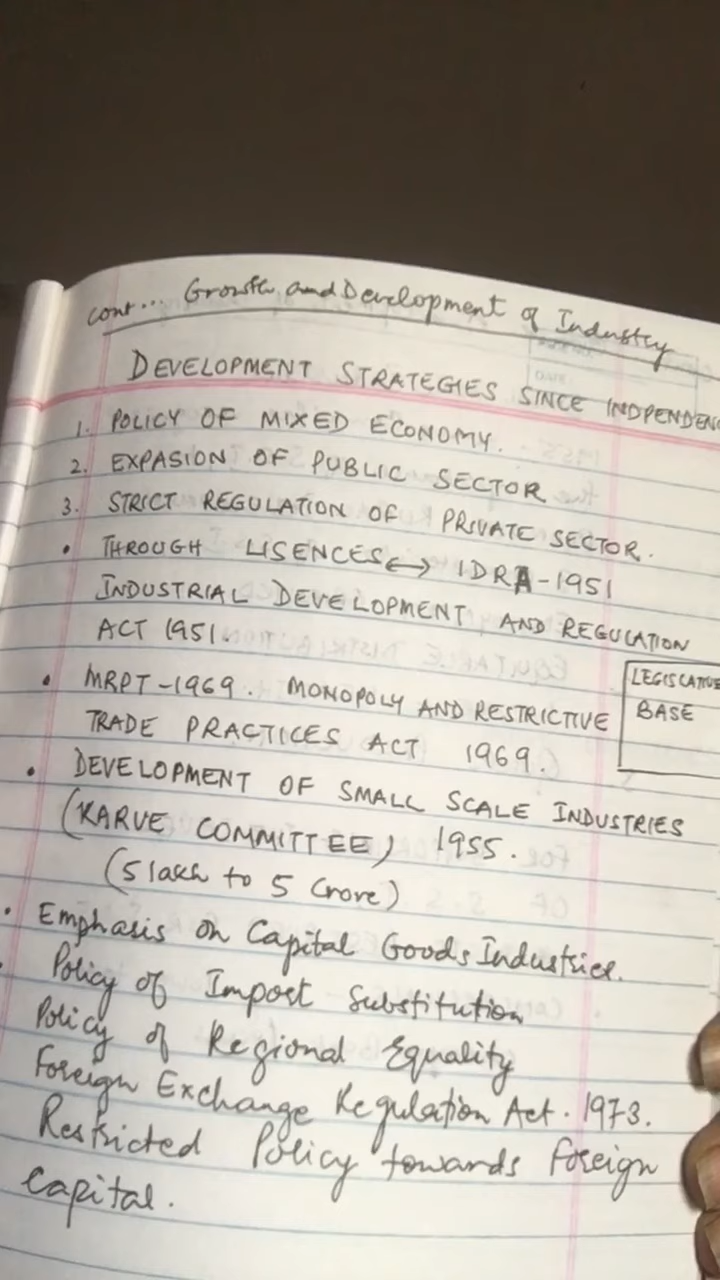 cont... Growth and Development of Industry
DEVELOPMENT STRATEGIES SINCE INDPENDENC
1. POLICY OF MIXED ECONOMY.
2. EXPASION OF PUBLIC SECTOR
3. STRICT REGULATION OF PRIVATE SECTOR.
• THROUGH LISENCES ↔ IDRA-1951
INDUSTRIAL DEVELOPMENT AND REGULATION
ACT 1951.
• MRPT-1969. MONOPOLY AND RESTRICTIVE
TRADE PRACTICES ACT 1969.
LEGISLATIVE
BASE
• DEVELOPMENT OF SMALL SCALE INDUSTRIES
(KARVE COMMITTEE) 1955.
(5 lakh to 5 Crore)
• Emphasis on Capital Goods Industries.
• Policy of Import Substitution
Policy of Regional Equality
Foreign Exchange Regulation Act. 1973.
Restricted Policy towards foreign
Capital.